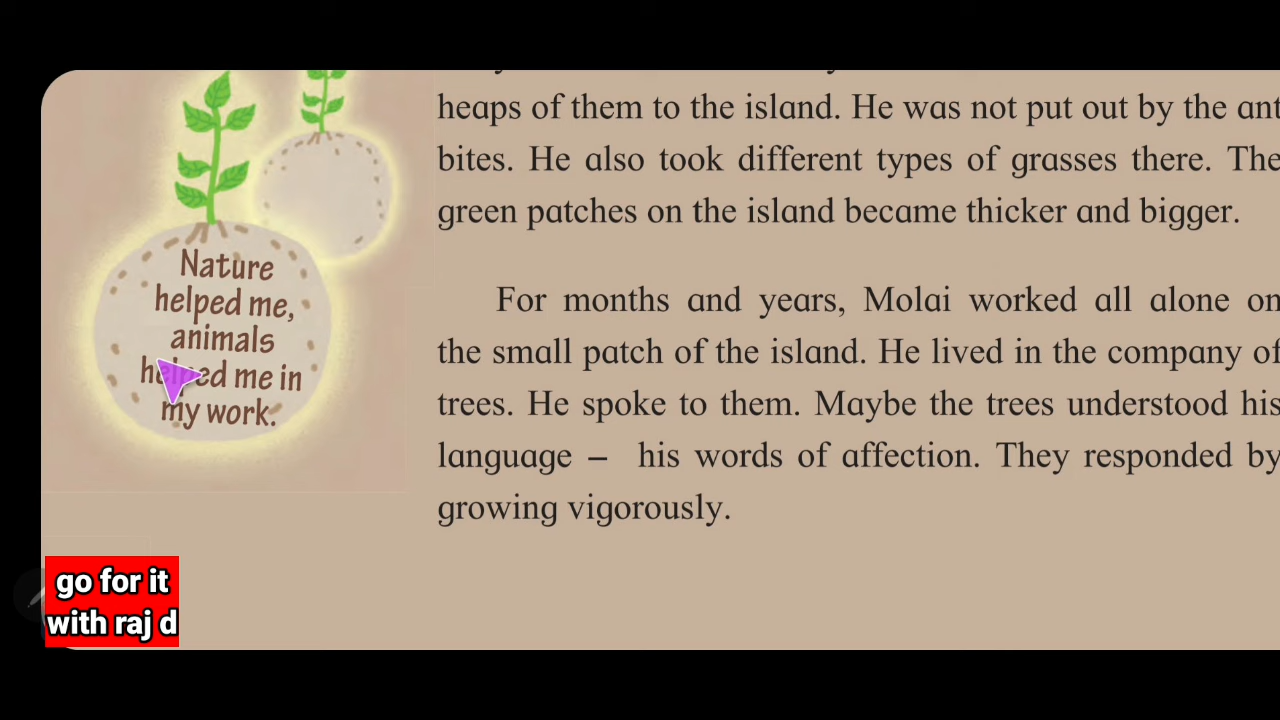 Nature
helped me,
animals
helped me in
my work.
heaps of them to the island. He was not put out by the ant
bites. He also took different types of grasses there. The
green patches on the island became thicker and bigger.
For months and years, Molai worked all alone on
the small patch of the island. He lived in the company of
trees. He spoke to them. Maybe the trees understood his
language – his words of affection. They responded by
growing vigorously.
go for it
with raj d